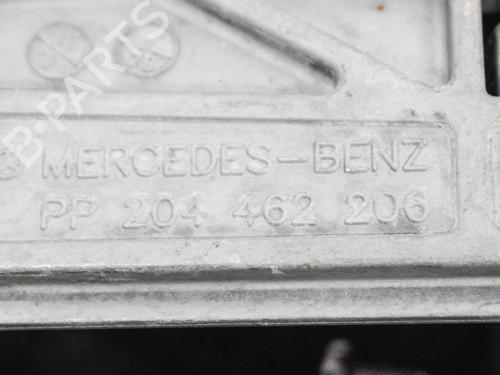 B-PARTS
MERCEDES-BENZ
PP 204 462 206